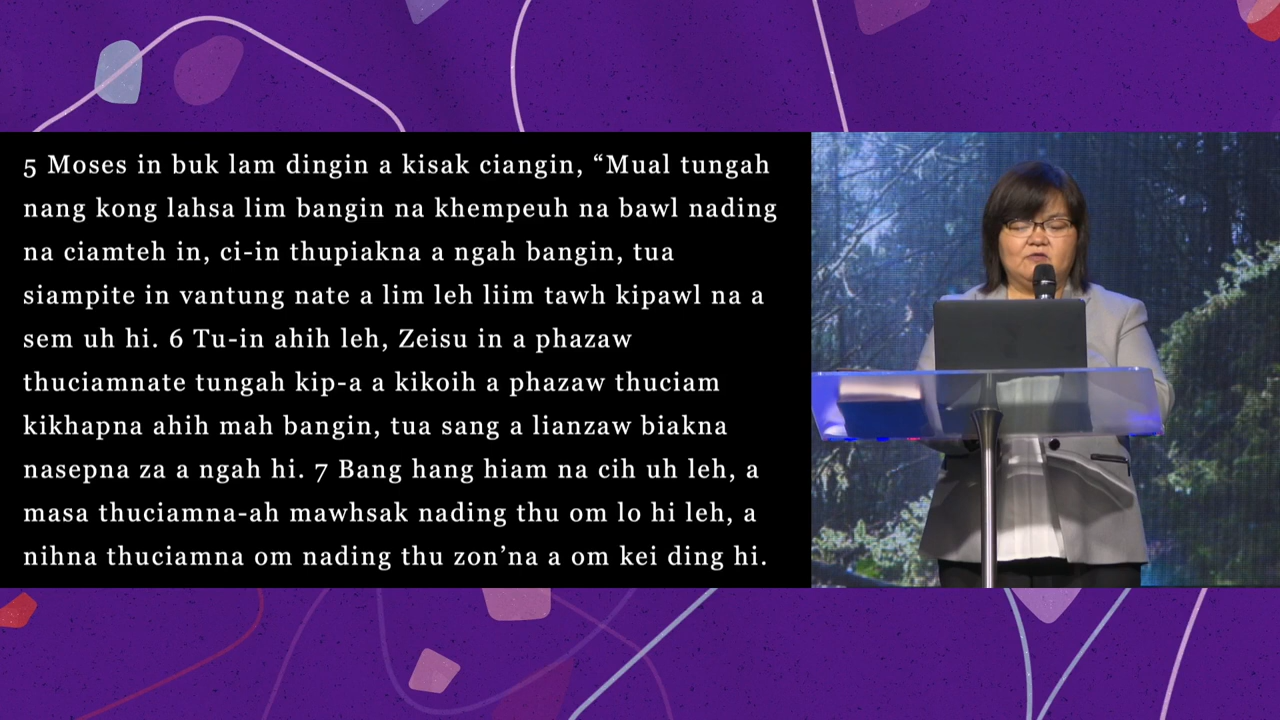 5 Moses in buk lam dingin a kisak ciangin, “Mual tungah
nang kong lahsa lim bangin na khempeuh na bawl nading
na ciamteh in, ci-in thupiakna a ngah bangin, tua
siampite in vantung nate a lim leh liim tawh kipawl na a
sem uh hi. 6 Tu-in ahih leh, Zeisu in a phazaw
thuciamnate tungah kip-a a kikoih a phazaw thuciam
kikhapna ahih mah bangin, tua sang a lianzaw biakna
nasepna za a ngah hi. 7 Bang hang hiam na cih uh leh, a
masa thuciamna-ah mawhsak nading thu om lo hi leh, a
nihna thuciamna om nading thu zon’na a om kei ding hi.